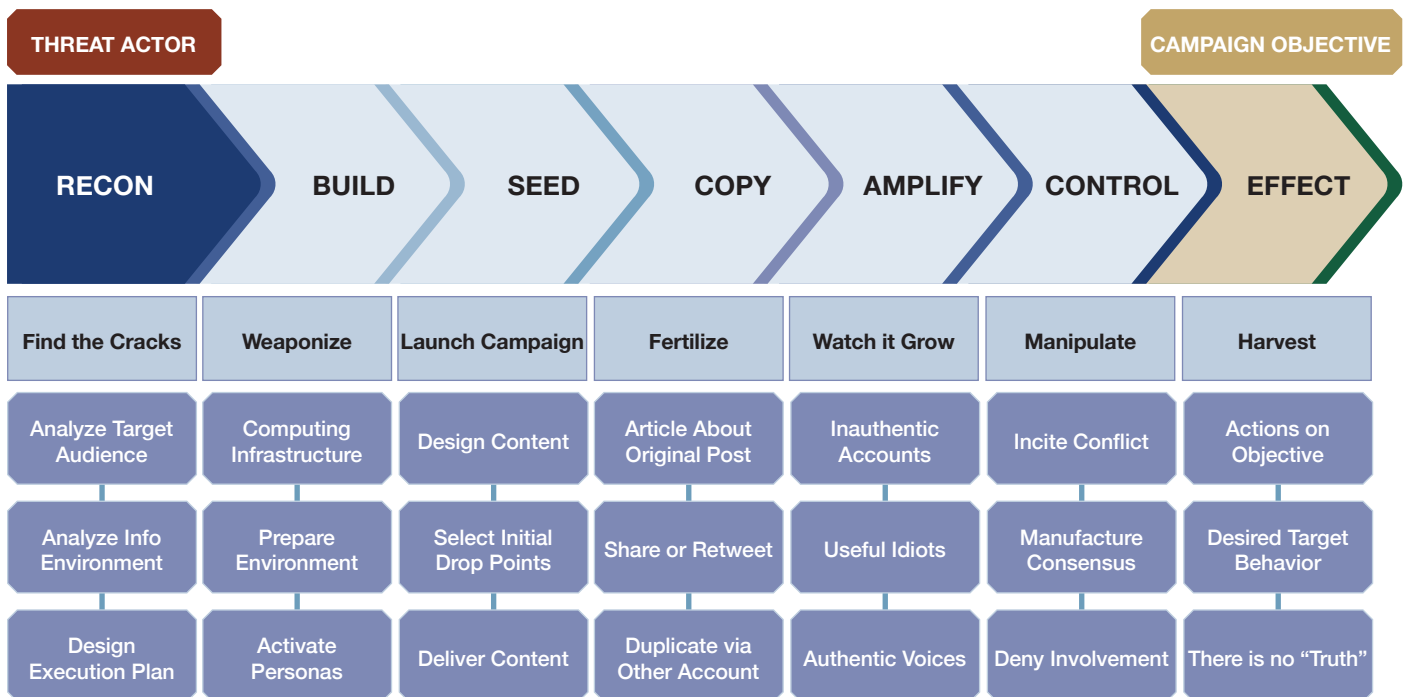 THREAT ACTOR
CAMPAIGN OBJECTIVE
RECON
BUILD
SEED
COPY
AMPLIFY
CONTROL
EFFECT
Find the Cracks
Weaponize
Launch Campaign
Fertilize
Watch it Grow
Manipulate
Harvest
Analyze Target
Audience
Computing
Infrastructure
Design Content
Article About
Original Post
Inauthentic
Accounts
Incite Conflict
Actions on
Objective
Analyze Info
Environment
Prepare
Environment
Select Initial
Drop Points
Share or Retweet
Useful Idiots
Manufacture
Consensus
Desired Target
Behavior
Design
Execution Plan
Activate
Personas
Deliver Content
Duplicate via
Other Account
Authentic Voices
Deny Involvement
There is no “Truth”